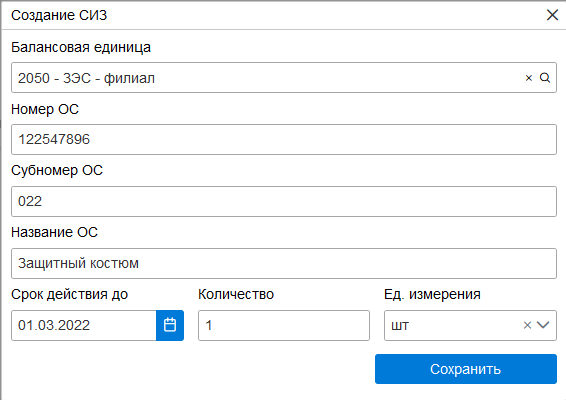 Создание СИЗ
Балансовая единица
2050 - ЗЭС - филиал
Номер ОС
122547896
Субномер ОС
022
Название ОС
Защитный костюм
Срок действия до Количество Ед. измерения
01.03.2022 1 шт
Сохранить